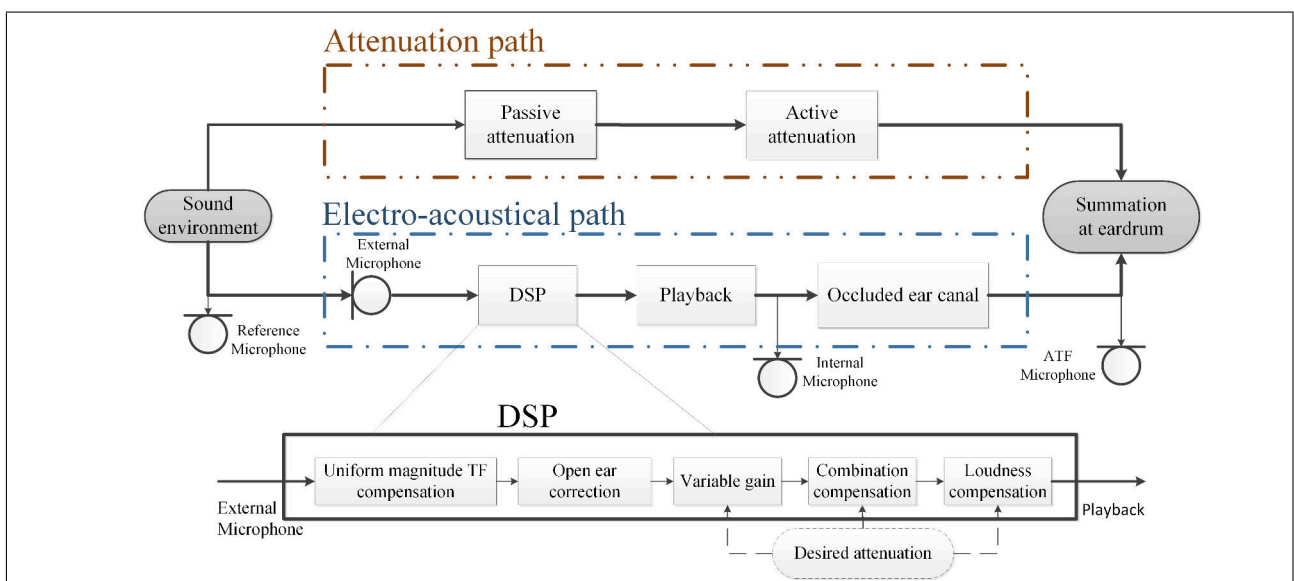 Attenuation path
Passive
attenuation
Active
attenuation
Sound
environment
Summation
at eardrum
Electro-acoustical path
External
Microphone
DSP
Playback
Occluded ear canal
Reference
Microphone
Internal
Microphone
ATF
Microphone
DSP
Uniform magnitude TF
compensation
Open ear
correction
Variable gain
Combination
compensation
Loudness
compensation
External
Microphone
Playback
Desired attenuation